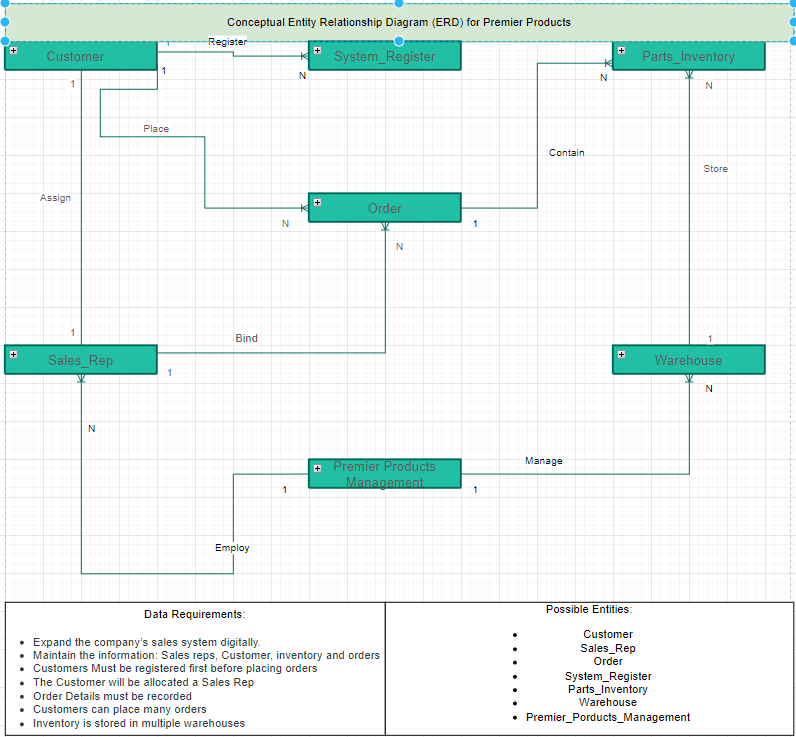 Conceptual Entity Relationship Diagram (ERD) for Premier Products
Customer
1
Register
N
System_Register
Parts_Inventory
1
1
N
N
Place
Contain
Store
Assign
Order
N
1
N
1
Bind
1
1
Sales_Rep
Warehouse
N
N
Premier Products
Management
Manage
1
1
Employ
Data Requirements:
Expand the company's sales system digitally.
Maintain the information: Sales reps, Customer, inventory and orders
Customers Must be registered first before placing orders
The Customer will be allocated a Sales Rep
Order Details must be recorded
Customers can place many orders
Inventory is stored in multiple warehouses
Possible Entities:
Customer
Sales_Rep
Order
System_Register
Parts_Inventory
Warehouse
Premier_Porducts_Management